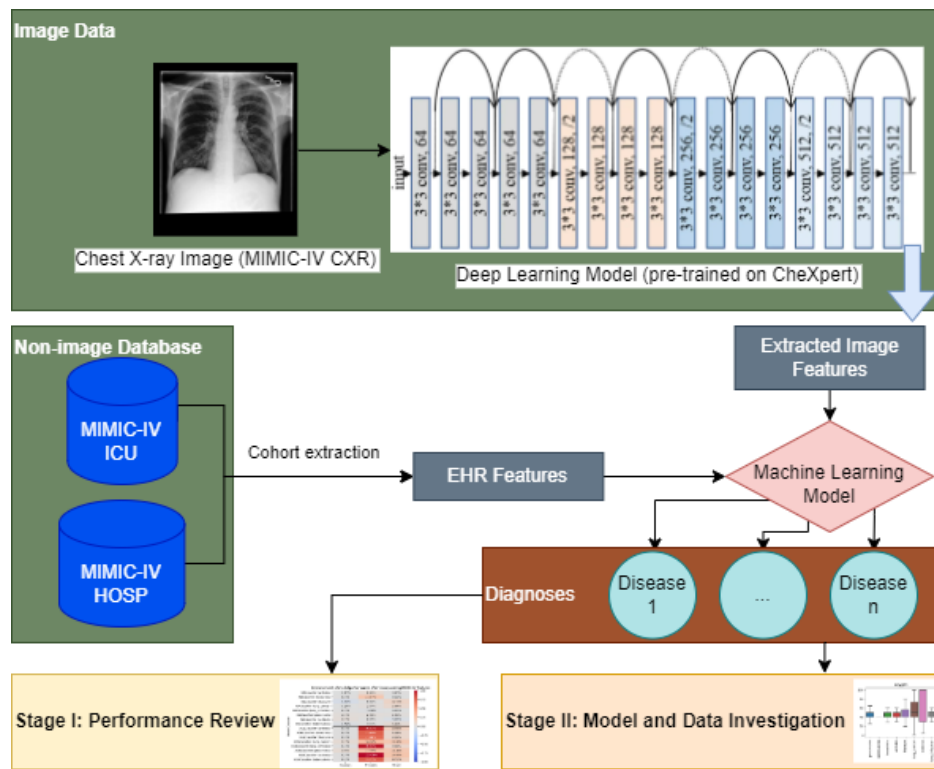 Image Data
input
3*3 conv, 64
3*3 conv, 64
3*3 conv, 64
3*3 conv, 64
3*3 conv, 64
3*3 conv, 128, /2
3*3 conv, 128
3*3 conv, 128
3*3 conv, 128
3*3 conv, 256, /2
3*3 conv, 256
3*3 conv, 256
3*3 conv, 256
3*3 conv, 512, /2
3*3 conv, 512
3*3 conv, 512
3*3 conv, 512
Chest X-ray Image (MIMIC-IV CXR)
Deep Learning Model (pre-trained on CheXpert)
Non-image Database
MIMIC-IV
ICU
MIMIC-IV
HOSP
Cohort extraction
EHR Features
Extracted Image
Features
Machine Learning
Model
Diagnoses
Disease
1
...
Disease
n
Stage I: Performance Review
Stage II: Model and Data Investigation